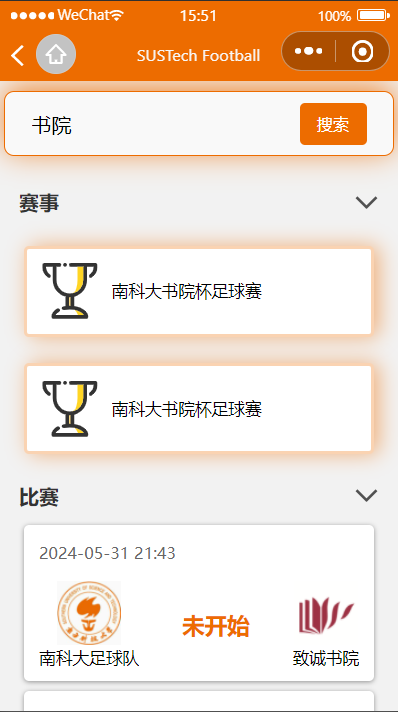 WeChat 15:51 100%
SUSTech Football
书院 搜索
赛事
南科大书院杯足球赛
南科大书院杯足球赛
比赛
2024-05-31 21:43
未开始
南科大足球队 致诚书院